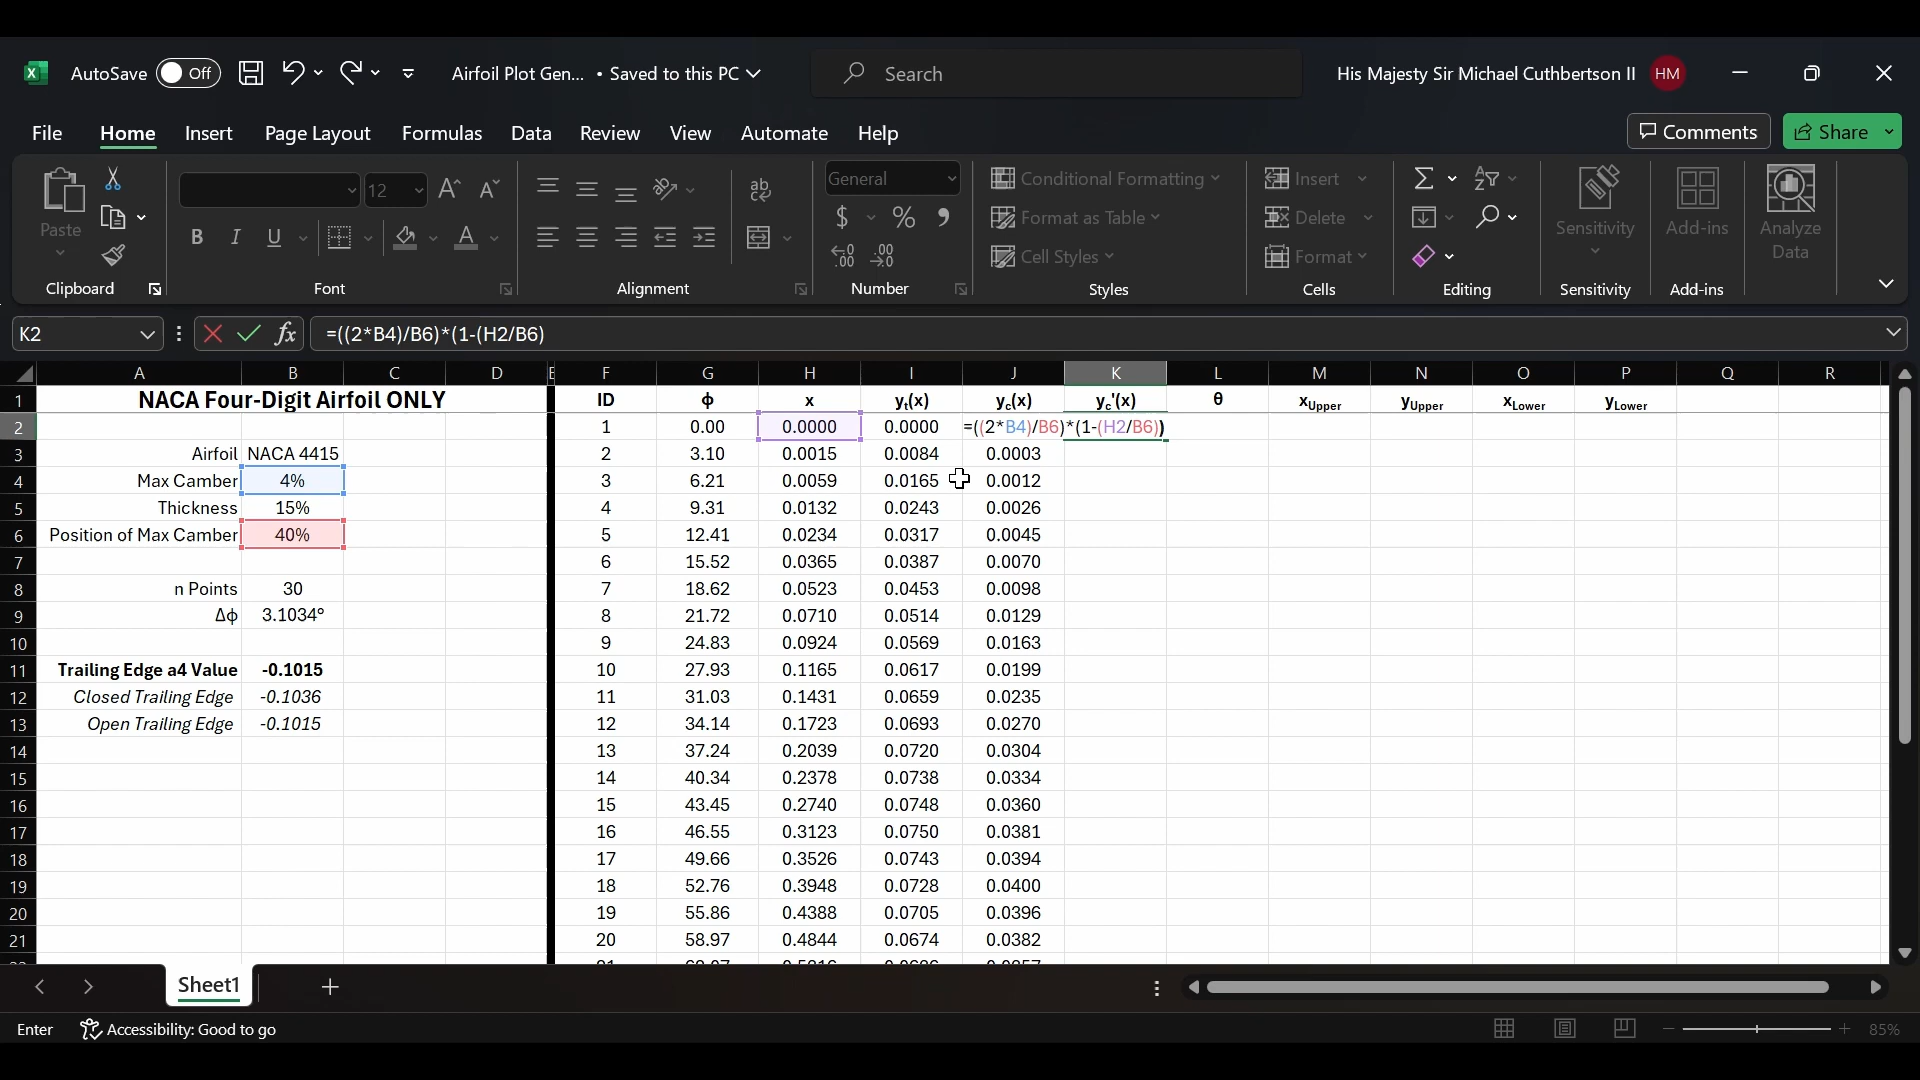 AutoSave Off Airfoil Plot Gen... • Saved to this PC Search His Majesty Sir Michael Cuthbertson II HM
File Home Insert Page Layout Formulas Data Review View Automate Help Comments Share
Paste 12 General Conditional Formatting Insert Sensitivity Add-ins Analyze Data
B I U A ab $ % Format as Table Delete
Cell Styles Format
Clipboard Font Alignment Number Styles Cells Editing Sensitivity Add-ins
K2 fx =((2*B4)/B6)*(1-(H2/B6)
A B C D E F G H I J K L M N O P Q R
1 NACA Four-Digit Airfoil ONLY ID ϕ x yt(x) yc(x) yc'(x) θ xUpper yUpper xLower yLower
2 1 0.00 0.0000 0.0000 =((2*B4)/B6)*(1-(H2/B6))
3 Airfoil NACA 4415 2 3.10 0.0015 0.0084 0.0003
4 Max Camber 4% 3 6.21 0.0059 0.0165 0.0012
5 Thickness 15% 4 9.31 0.0132 0.0243 0.0026
6 Position of Max Camber 40% 5 12.41 0.0234 0.0317 0.0045
7 6 15.52 0.0365 0.0387 0.0070
8 n Points 30 7 18.62 0.0523 0.0453 0.0098
9 Δϕ 3.1034° 8 21.72 0.0710 0.0514 0.0129
10 9 24.83 0.0924 0.0569 0.0163
11 Trailing Edge a4 Value -0.1015 10 27.93 0.1165 0.0617 0.0199
12 Closed Trailing Edge -0.1036 11 31.03 0.1431 0.0659 0.0235
13 Open Trailing Edge -0.1015 12 34.14 0.1723 0.0693 0.0270
14 13 37.24 0.2039 0.0720 0.0304
15 14 40.34 0.2378 0.0738 0.0334
16 15 43.45 0.2740 0.0748 0.0360
17 16 46.55 0.3123 0.0750 0.0381
18 17 49.66 0.3526 0.0743 0.0394
19 18 52.76 0.3948 0.0728 0.0400
20 19 55.86 0.4388 0.0705 0.0396
21 20 58.97 0.4844 0.0674 0.0382
Sheet1
Enter Accessibility: Good to go 85%